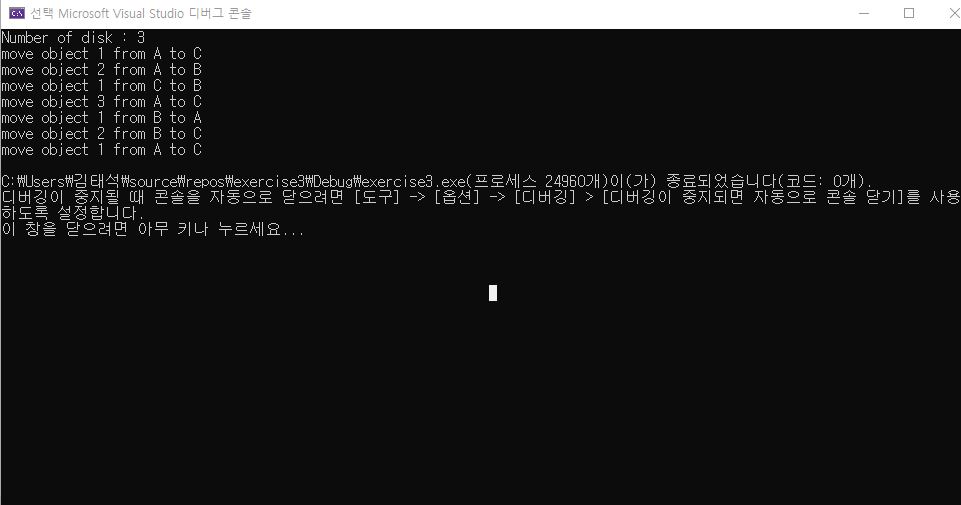 선택 Microsoft Visual Studio 디버그 콘솔
Number of disk : 3
move object 1 from A to C
move object 2 from A to B
move object 1 from C to B
move object 3 from A to C
move object 1 from B to A
move object 2 from B to C
move object 1 from A to C
C:₩Users₩김태석₩source₩repos₩exercise3₩Debug₩exercise3.exe(프로세스 24960개)이(가) 종료되었습니다(코드: 0개).
디버깅이 중지될 때 콘솔을 자동으로 닫으려면 [도구] -> [옵션] -> [디버깅] > [디버깅이 중지되면 자동으로 콘솔 닫기]를 사용
하도록 설정합니다.
이 창을 닫으려면 아무 키나 누르세요...